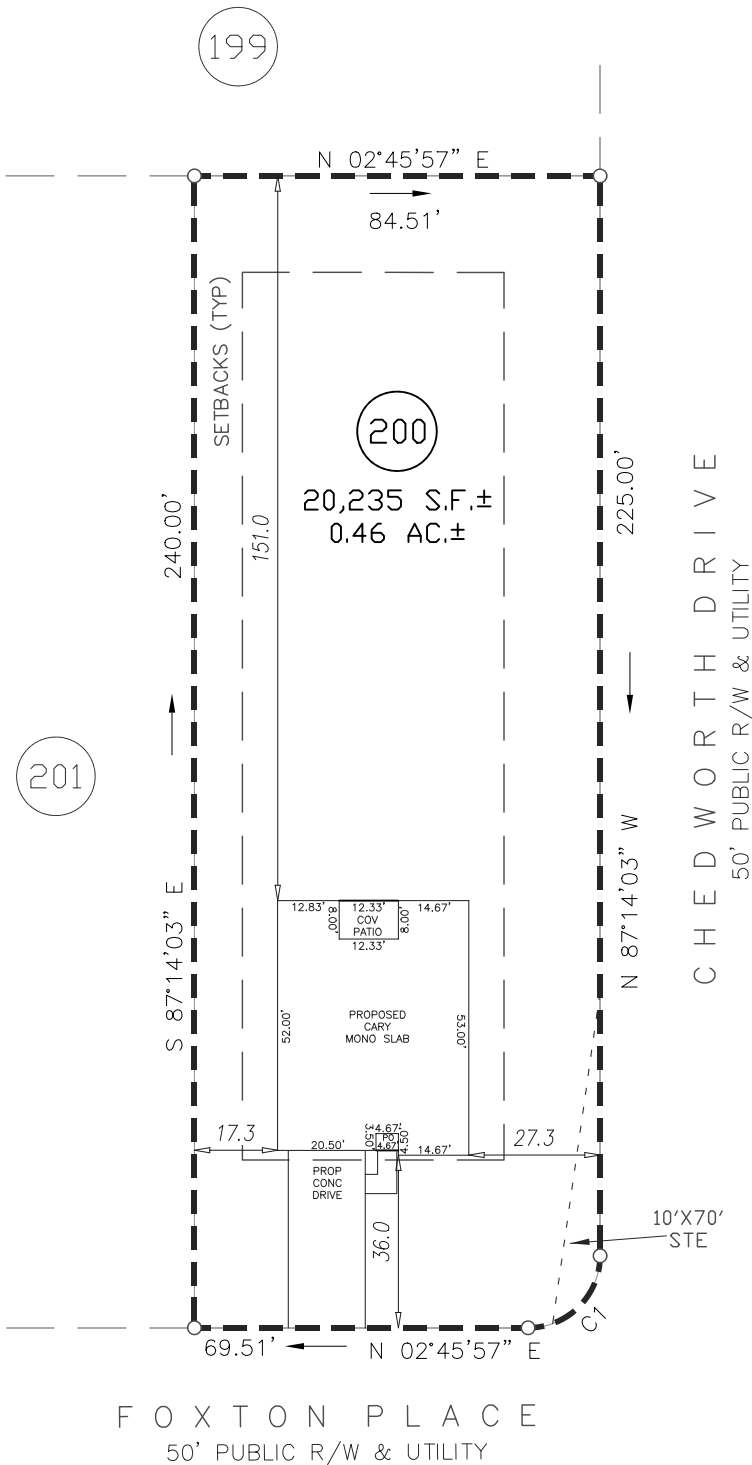 199
N 02°45'57" E
84.51'
SETBACKS (TYP)
200
20,235 S.F.±
0.46 AC.±
240.00'
151.0
225.00'
CHEDWORTH DRIVE
50' PUBLIC R/W & UTILITY
201
S 87°14'03" E
N 87°14'03" W
12.83'
12.33'
14.67'
8.00'
COV
PATIO
8.00'
12.33'
52.00'
PROPOSED
CARY
MONO SLAB
53.00'
17.3
20.50'
3.50'
4.67'
PO
4.67'
4.50'
14.67'
27.3
PROP
CONC
DRIVE
36.0
10'X70'
STE
C1
69.51'
N 02°45'57" E
FOXTON PLACE
50' PUBLIC R/W & UTILITY